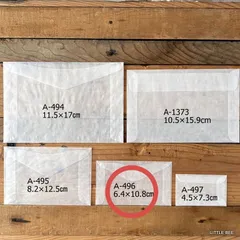 A-494
11.5×17㎝
A-1373
10.5×15.9㎝
A-495
8.2×12.5㎝
A-496
6.4×10.8㎝
A-497
4.5×7.3㎝
LITTLE BEE